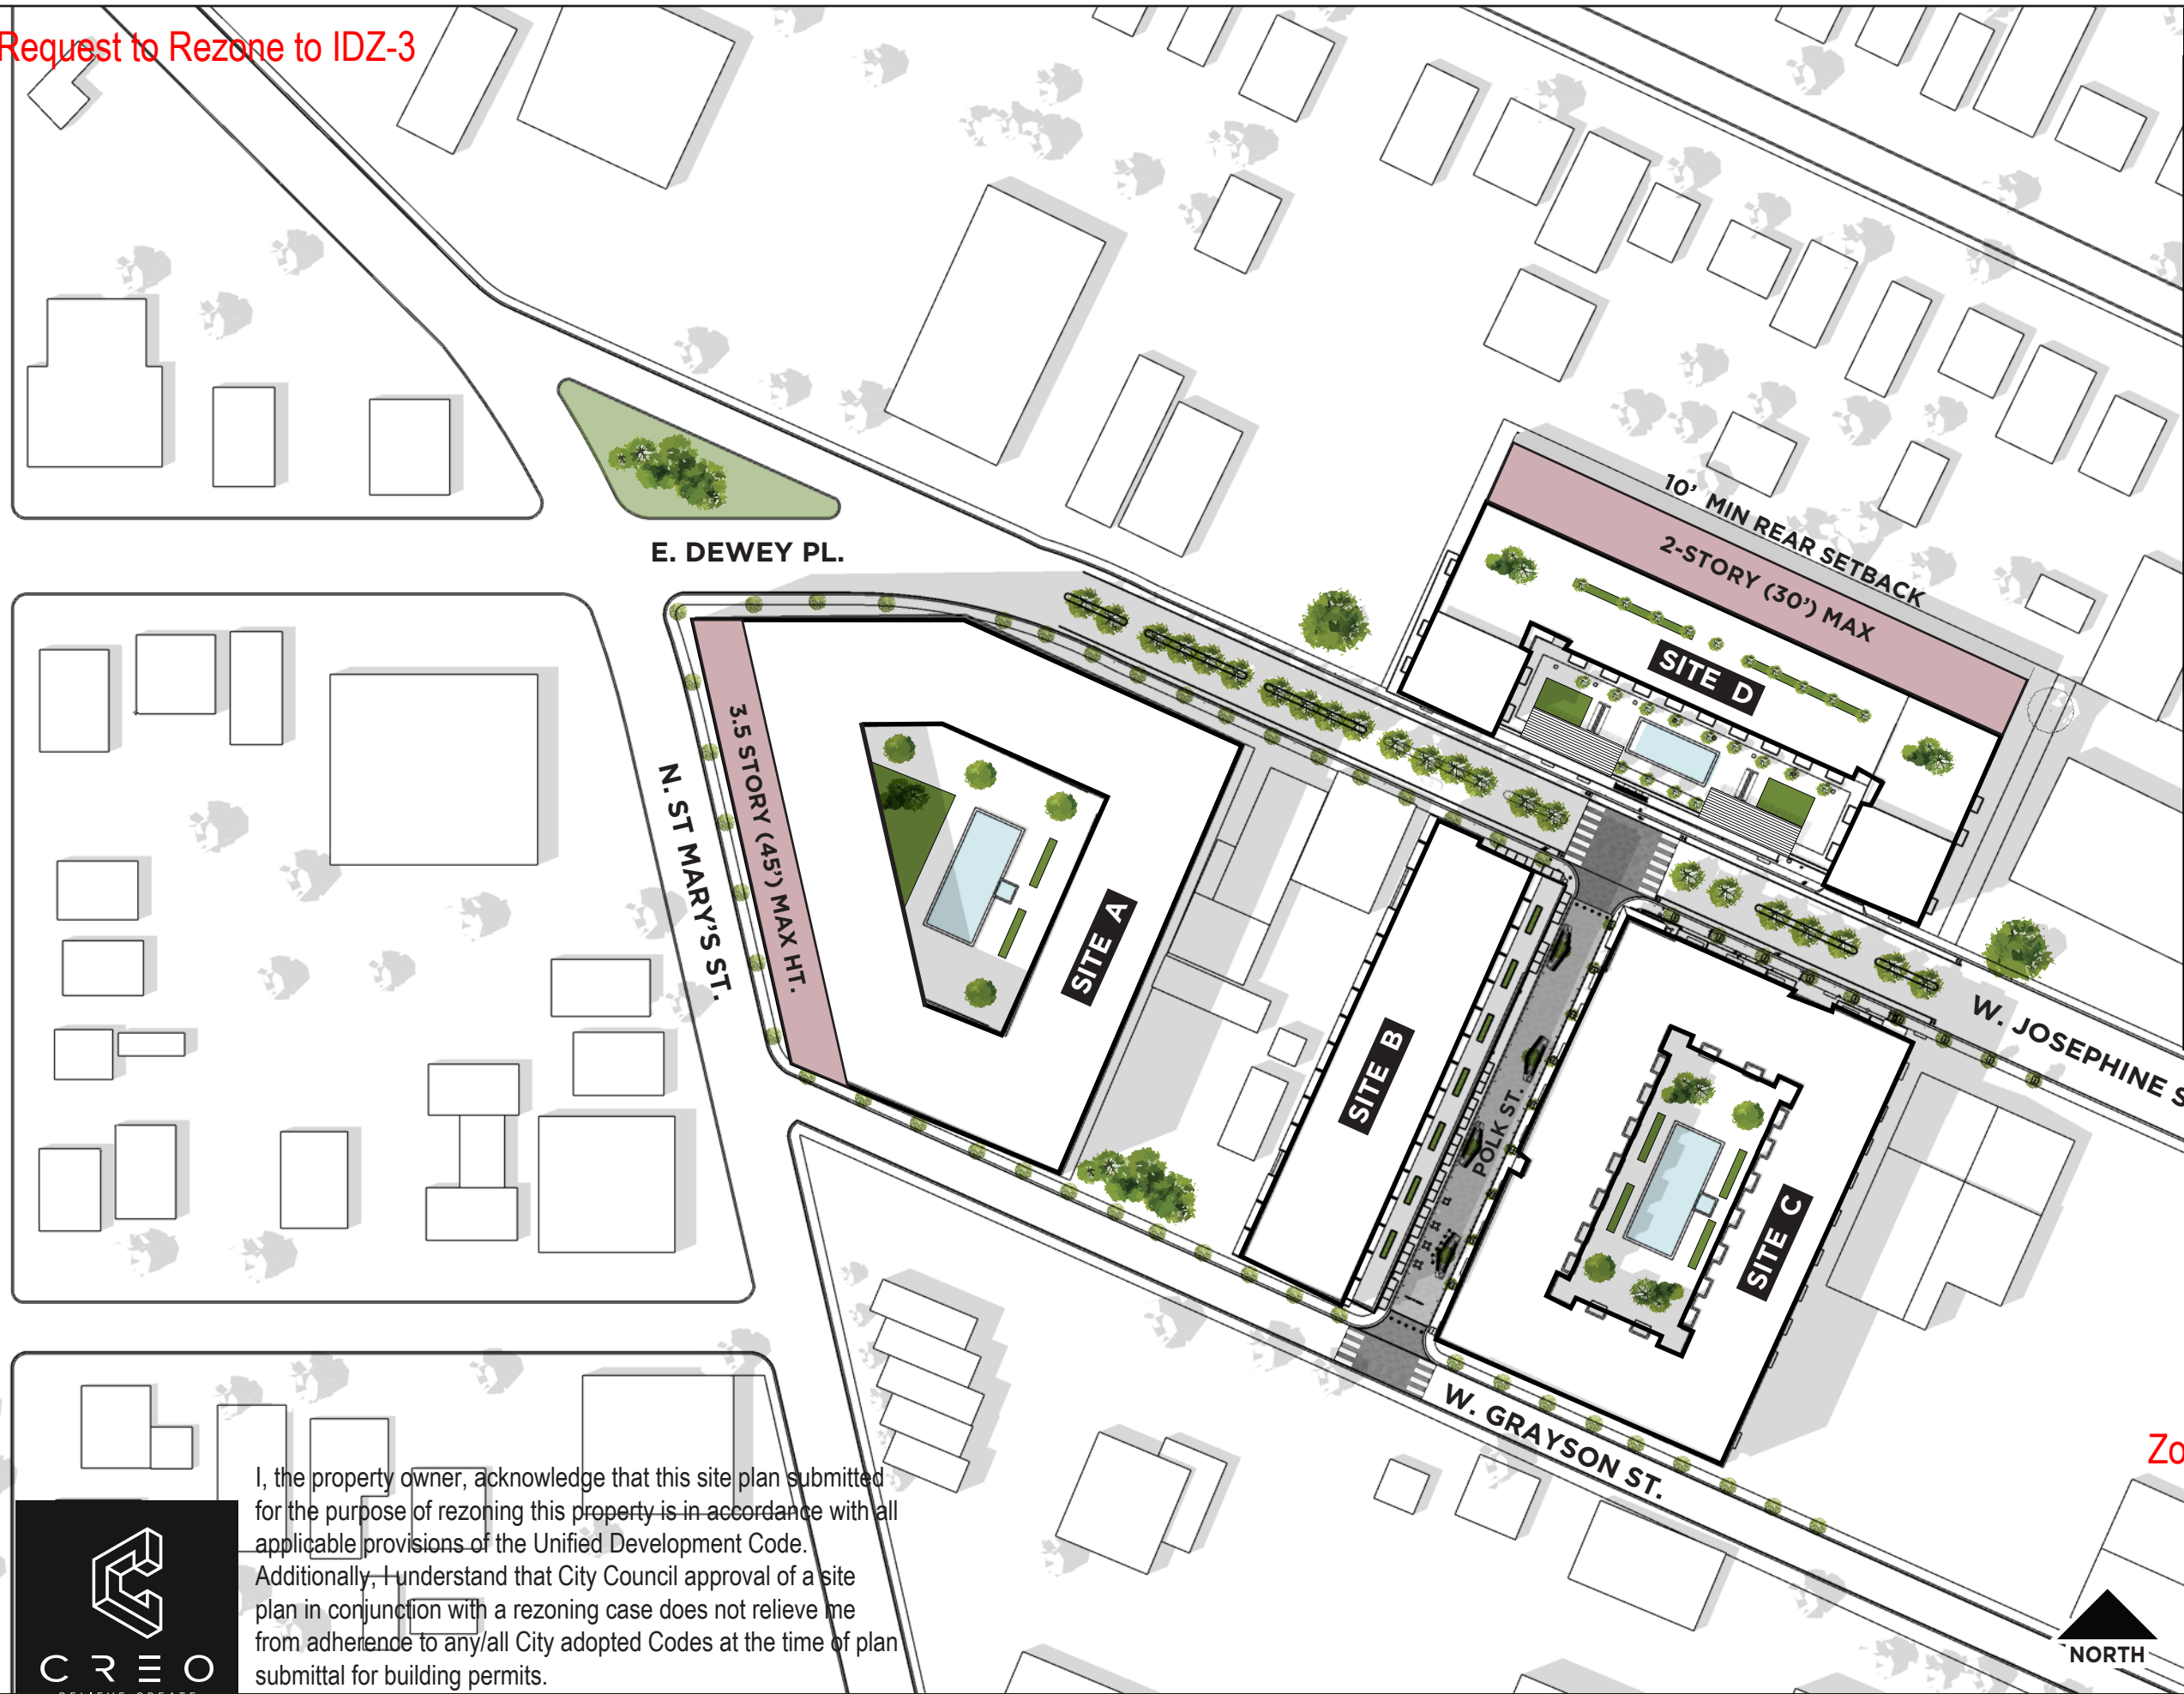 Request to Rezone to IDZ-3
E. DEWEY PL.
10' MIN REAR SETBACK
2-STORY (30') MAX
SITE D
3.5 STORY (45') MAX HT.
N. ST MARY'S ST.
SITE A
SITE B
POLK ST.
SITE C
W. JOSEPHINE S
W. GRAYSON ST.
Zo
I, the property owner, acknowledge that this site plan submitted
for the purpose of rezoning this property is in accordance with all
applicable provisions of the Unified Development Code.
Additionally, I understand that City Council approval of a site
plan in conjunction with a rezoning case does not relieve me
from adherence to any/all City adopted Codes at the time of plan
submittal for building permits.
CREO
NORTH